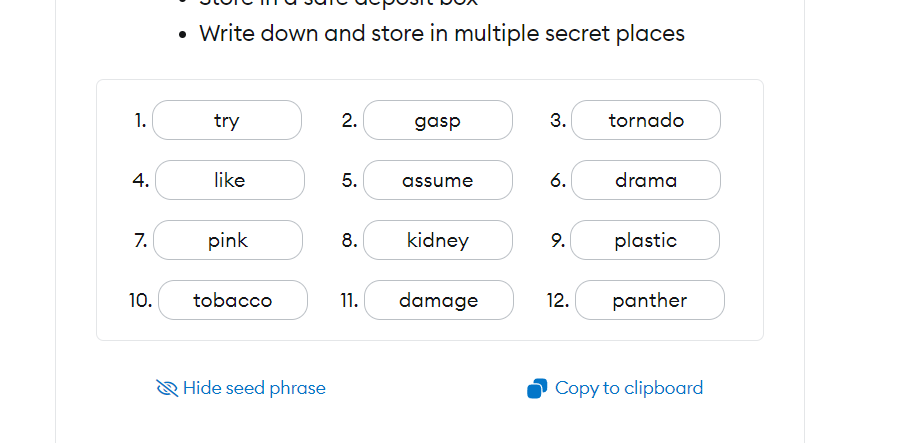 Store in a safe deposit box
Write down and store in multiple secret places
1. try 2. gasp 3. tornado
4. like 5. assume 6. drama
7. pink 8. kidney 9. plastic
10. tobacco 11. damage 12. panther
Hide seed phrase Copy to clipboard